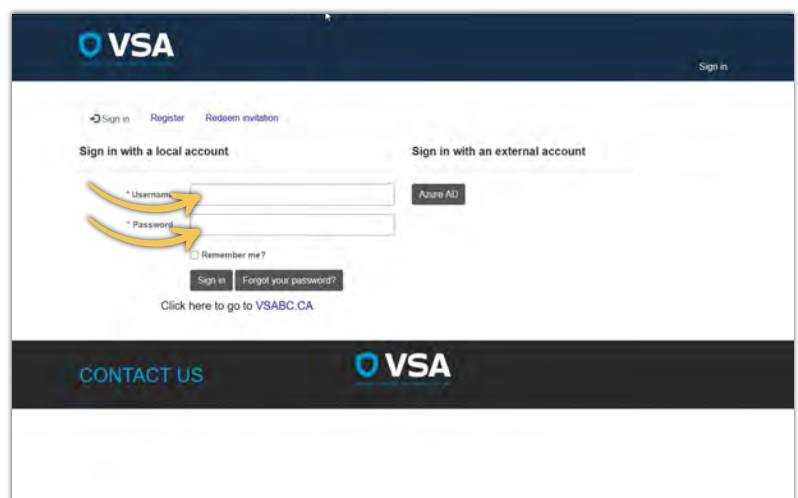 VSA
Sign in
Sign in Register Redeem invitation
Sign in with a local account
Sign in with an external account
* Username
Azure AD
* Password
Remember me?
Sign in Forgot your password?
Click here to go to VSABC.CA
CONTACT US
VSA